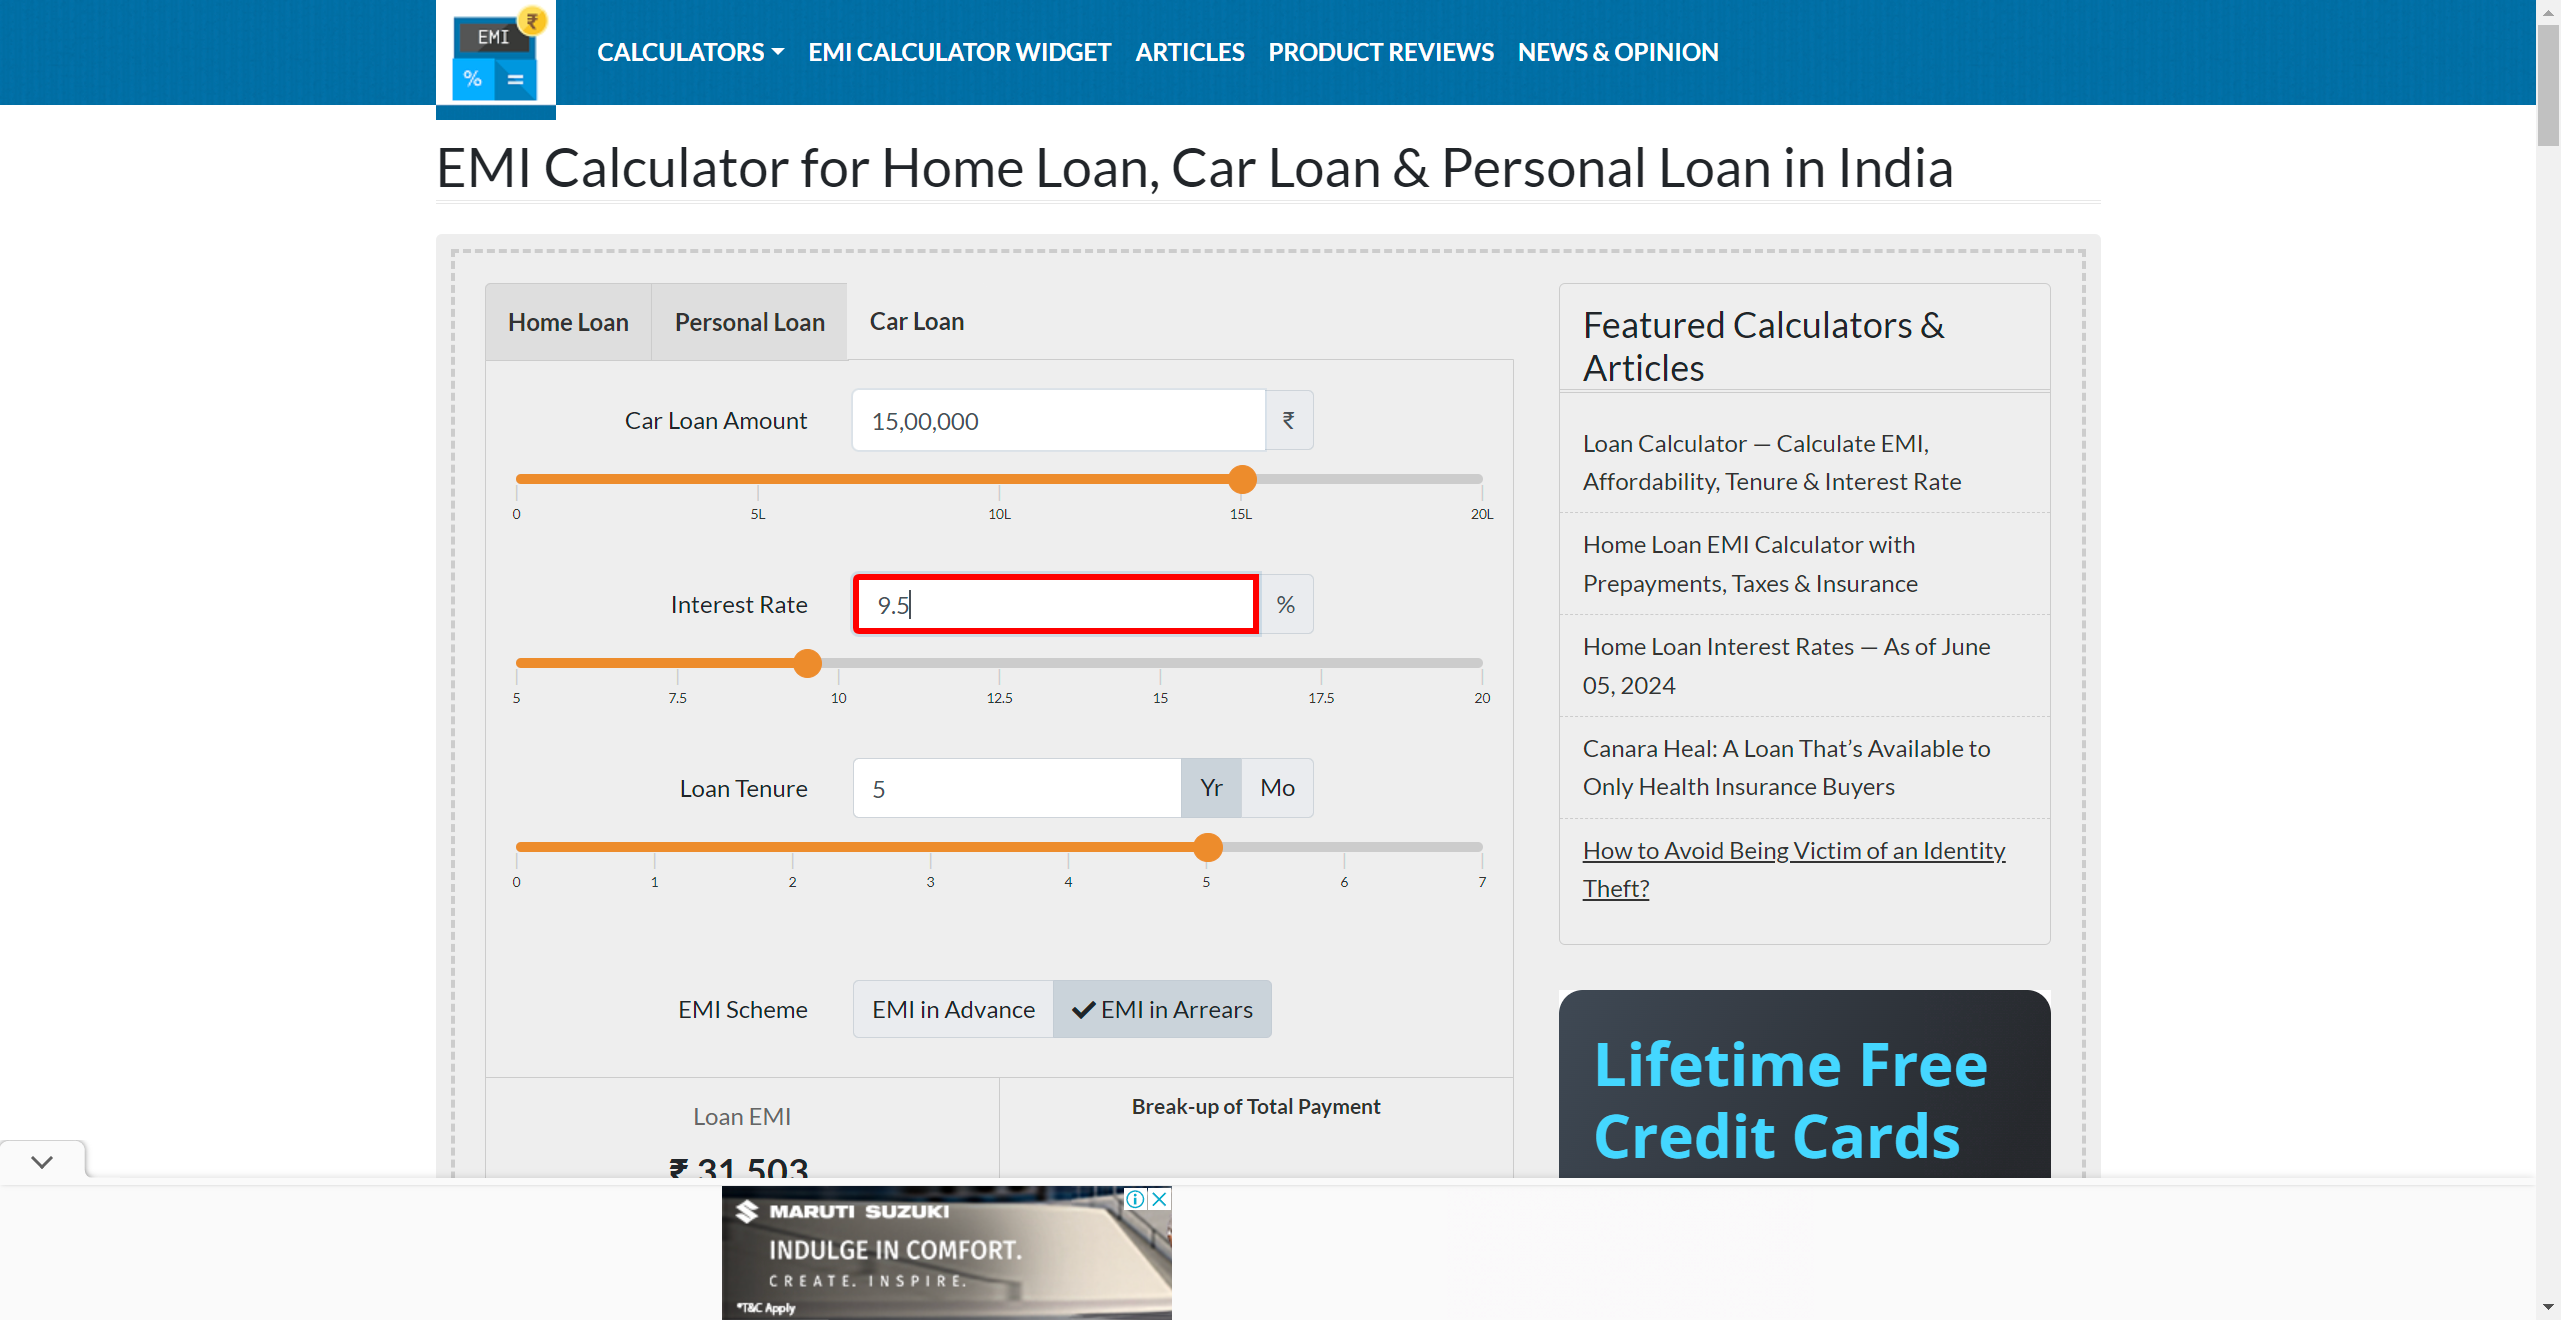 EMI
₹
%
=
CALCULATORS
EMI CALCULATOR WIDGET
ARTICLES
PRODUCT REVIEWS
NEWS & OPINION
EMI Calculator for Home Loan, Car Loan & Personal Loan in India
Home Loan
Personal Loan
Car Loan
Car Loan Amount
15,00,000
₹
0
5L
10L
15L
20L
Interest Rate
9.5
%
5
7.5
10
12.5
15
17.5
20
Loan Tenure
5
Yr
Mo
0
1
2
3
4
5
6
7
EMI Scheme
EMI in Advance
EMI in Arrears
Loan EMI
₹ 31,503
Break-up of Total Payment
Featured Calculators &
Articles
Loan Calculator — Calculate EMI,
Affordability, Tenure & Interest Rate
Home Loan EMI Calculator with
Prepayments, Taxes & Insurance
Home Loan Interest Rates — As of June
05, 2024
Canara Heal: A Loan That’s Available to
Only Health Insurance Buyers
How to Avoid Being Victim of an Identity
Theft?
Lifetime Free
Credit Cards
MARUTI SUZUKI
INDULGE IN COMFORT.
CREATE. INSPIRE.
*T&C Apply